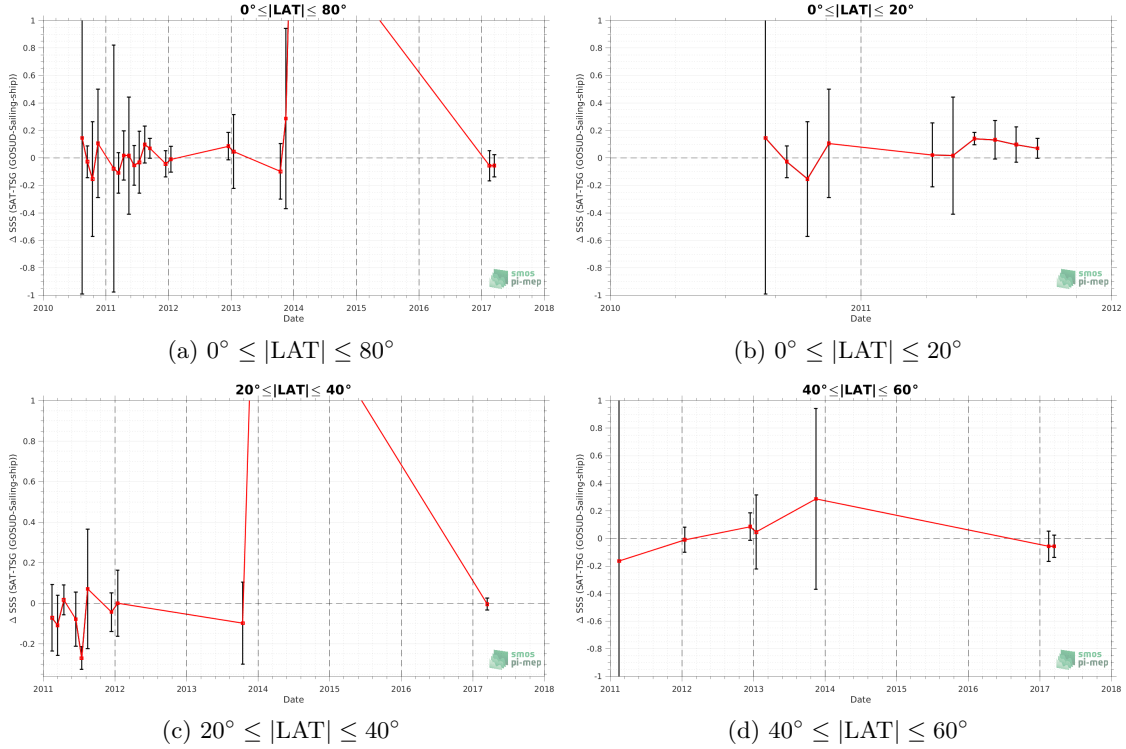 0°≤|LAT|≤ 80°
Δ SSS (SAT-TSG (GOSUD-Sailing-ship))
1
0.8
0.6
0.4
0.2
0
-0.2
-0.4
-0.6
-0.8
-1
2010 2011 2012 2013 2014 2015 2016 2017 2018
Date
smos
pi-mep
(a) 0° ≤ |LAT| ≤ 80°
0°≤|LAT|≤ 20°
Δ SSS (SAT-TSG (GOSUD-Sailing-ship))
1
0.8
0.6
0.4
0.2
0
-0.2
-0.4
-0.6
-0.8
-1
2010 2011 2012
Date
smos
pi-mep
(b) 0° ≤ |LAT| ≤ 20°
20°≤|LAT|≤ 40°
Δ SSS (SAT-TSG (GOSUD-Sailing-ship))
1
0.8
0.6
0.4
0.2
0
-0.2
2011 2012 2013 2014 2015 2016 2017 2018
Date
smos
pi-mep
(c) 20° ≤ |LAT| ≤ 40°
40°≤|LAT|≤ 60°
Δ SSS (SAT-TSG (GOSUD-Sailing-ship))
1
0.8
0.6
0.4
0.2
0
-0.2
-0.4
-0.6
-0.8
-1
2011 2012 2013 2014 2015 2016 2017 2018
Date
smos
pi-mep
(d) 40° ≤ |LAT| ≤ 60°